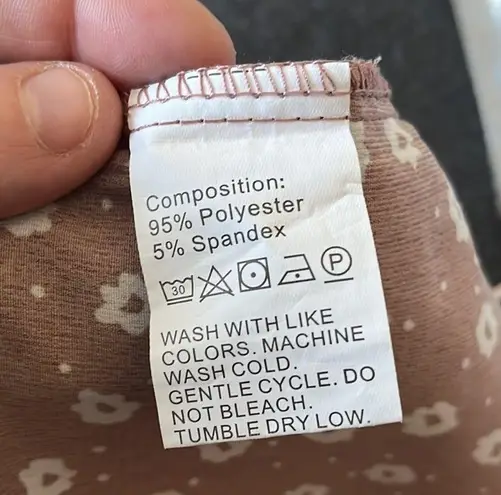 Composition:
95% Polyester
5% Spandex
30 P
WASH WITH LIKE
COLORS. MACHINE
WASH COLD.
GENTLE CYCLE. DO
NOT BLEACH.
TUMBLE DRY LOW.